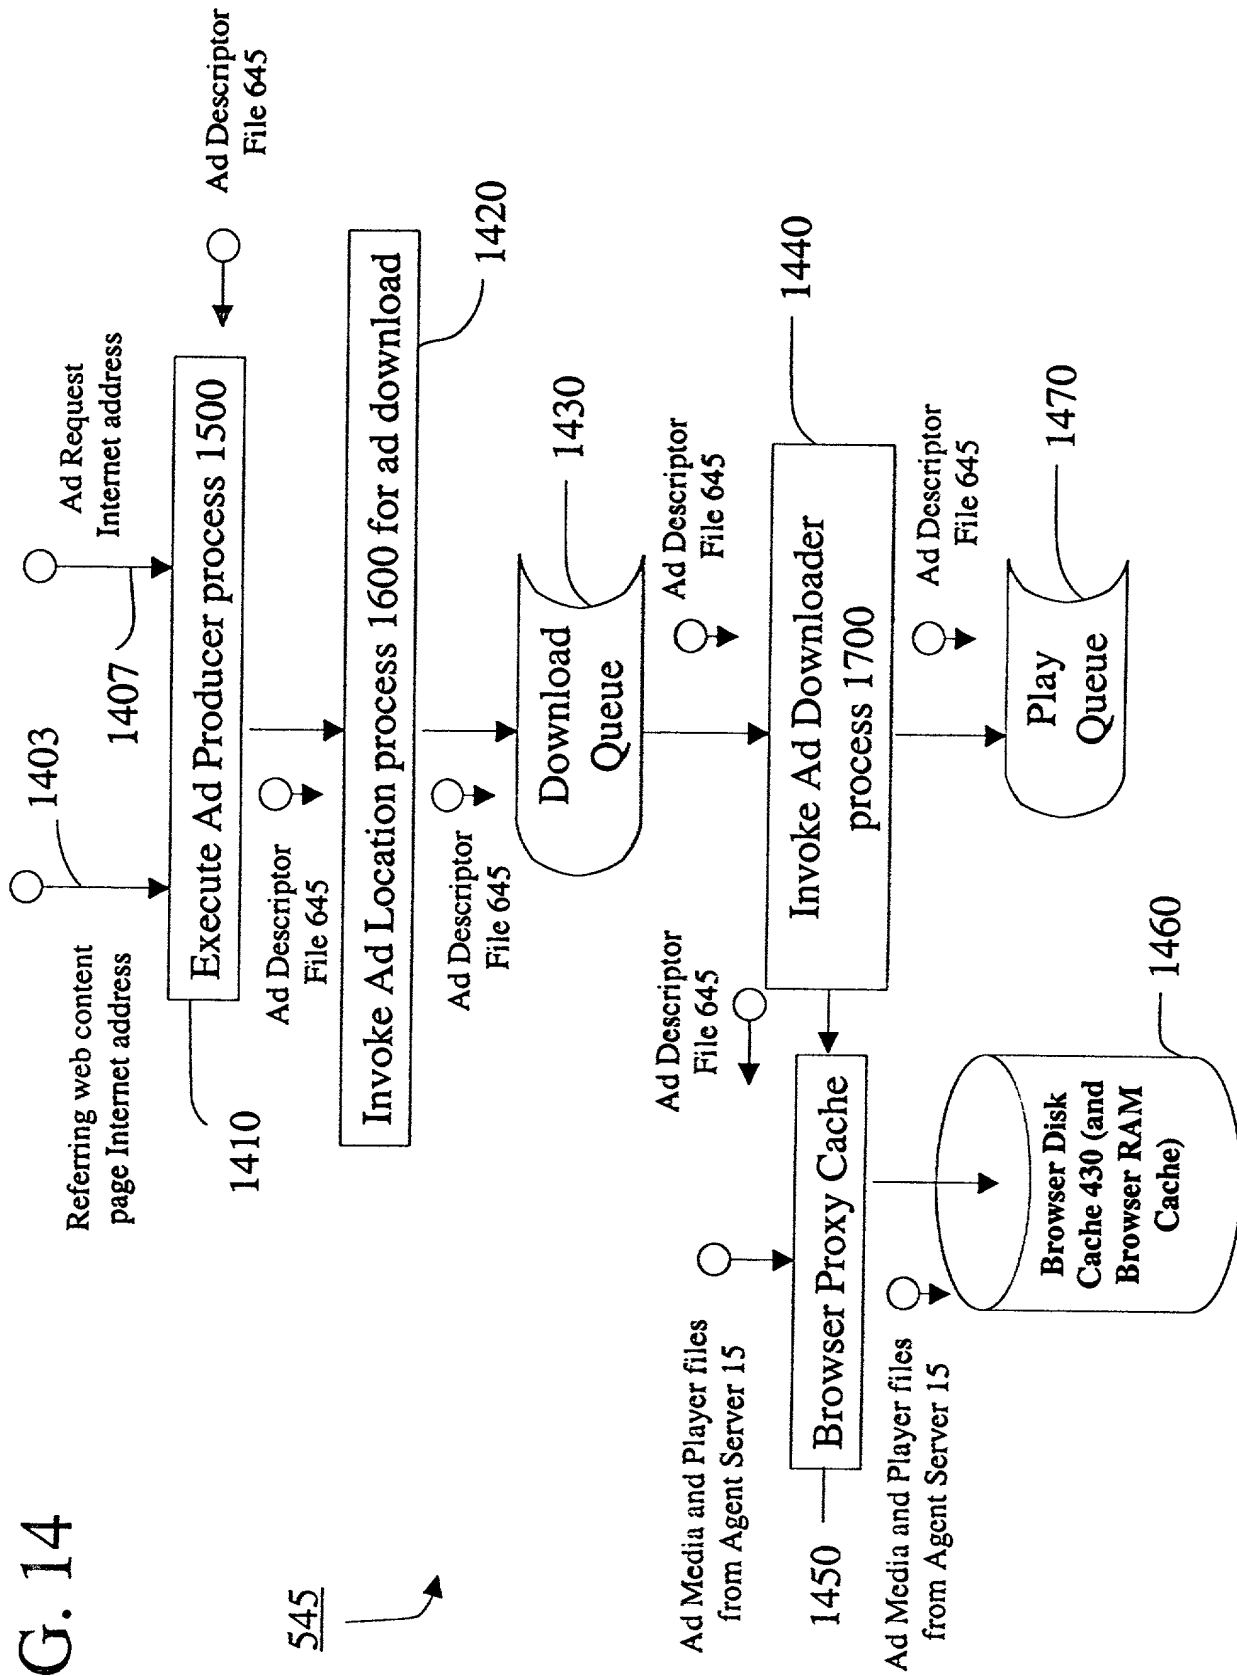 G. 14
545
Referring web content
page Internet address
1403
1407
Ad Request
Internet address
Ad Descriptor
File 645
Execute Ad Producer process 1500
1410
Ad Descriptor
File 645
Invoke Ad Location process 1600 for ad download
1420
Ad Descriptor
File 645
Download
Queue
1430
Ad Descriptor
File 645
Ad Descriptor
File 645
Invoke Ad Downloader
process 1700
1440
Ad Media and Player files
from Agent Server 15
Browser Proxy Cache
1450
Ad Descriptor
File 645
Play
Queue
1470
Ad Media and Player files
from Agent Server 15
Browser Disk
Cache 430 (and
Browser RAM
Cache)
1460